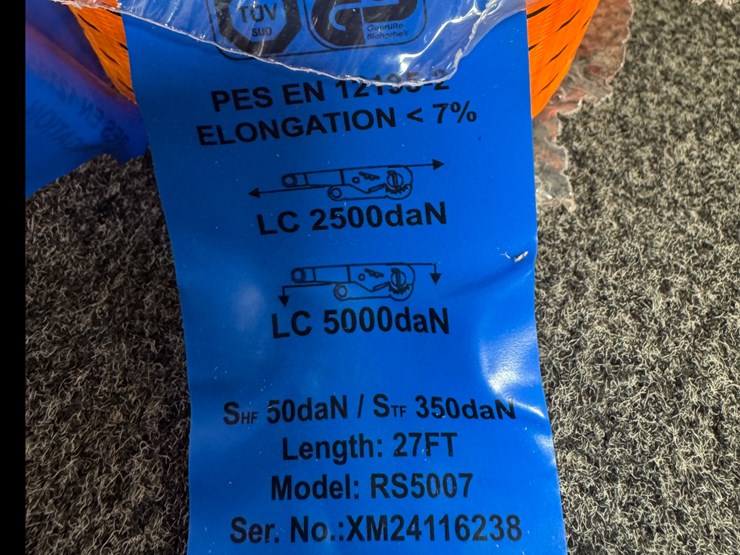 TÜV
SÜD
GS
PES EN 12195-2
ELONGATION < 7%
LC 2500daN
LC 5000daN
SHF 50daN / STF 350daN
Length: 27FT
Model: RS5007
Ser. No.:XM24116238